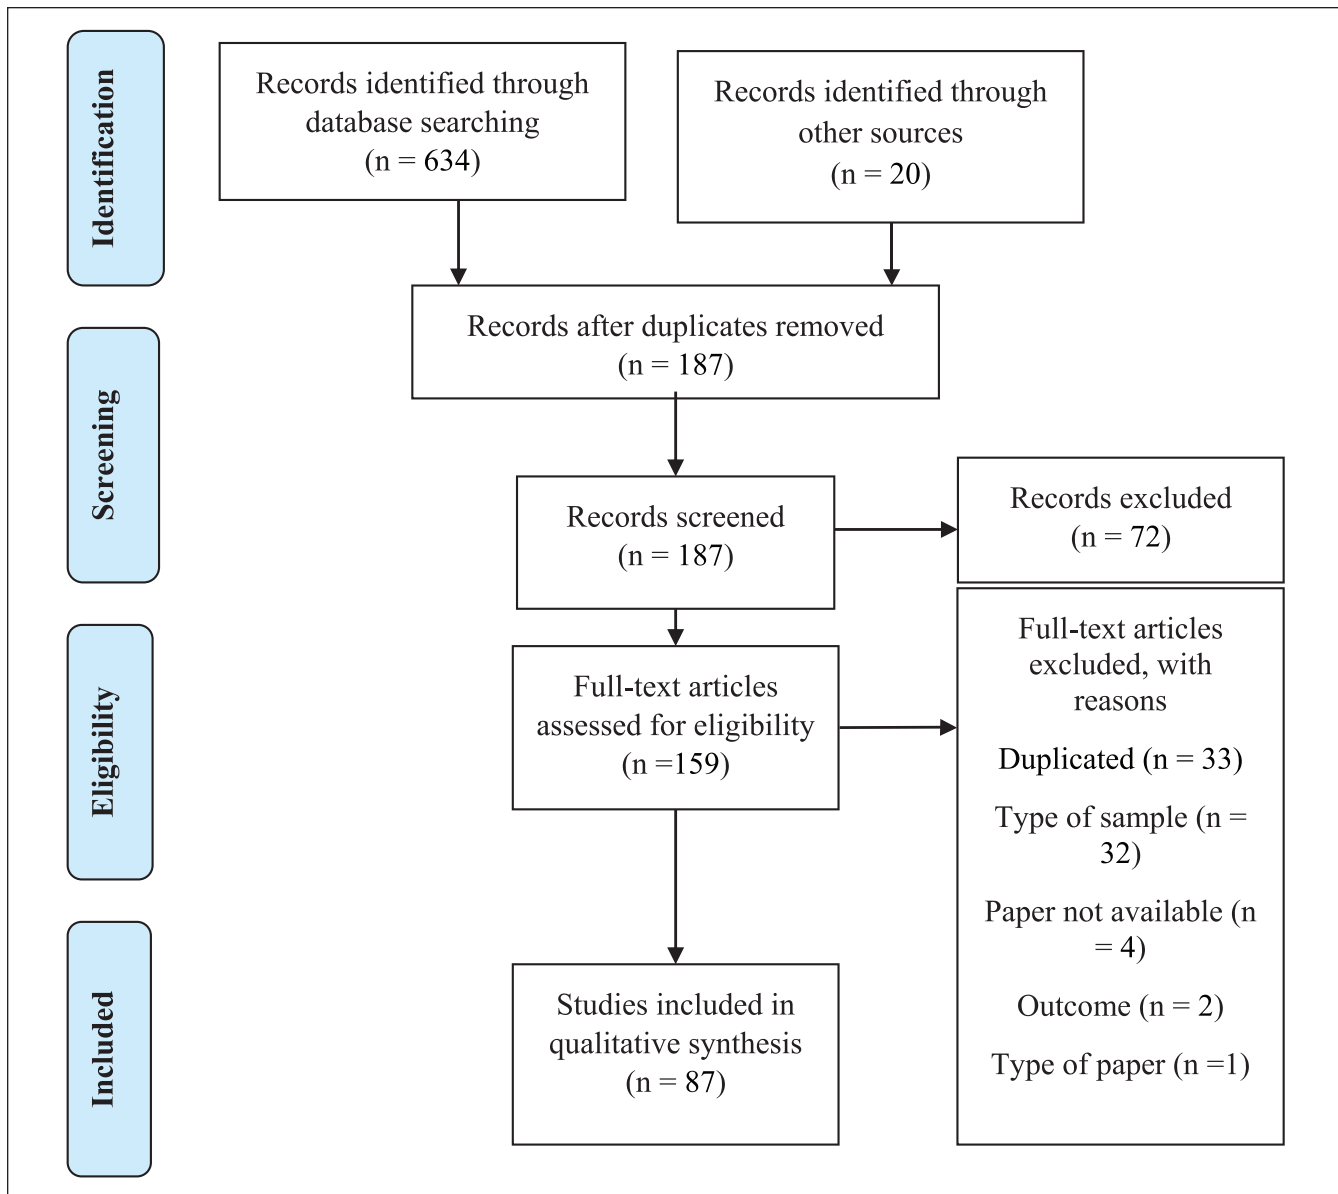 Identification
Records identified through
database searching
(n = 634)
Records identified through
other sources
(n = 20)
Records after duplicates removed
(n = 187)
Screening
Records screened
(n = 187)
Records excluded
(n = 72)
Eligibility
Full-text articles
assessed for eligibility
(n =159)
Full-text articles
excluded, with
reasons
Duplicated (n = 33)
Type of sample (n =
32)
Paper not available (n
= 4)
Outcome (n = 2)
Type of paper (n =1)
Included
Studies included in
qualitative synthesis
(n = 87)